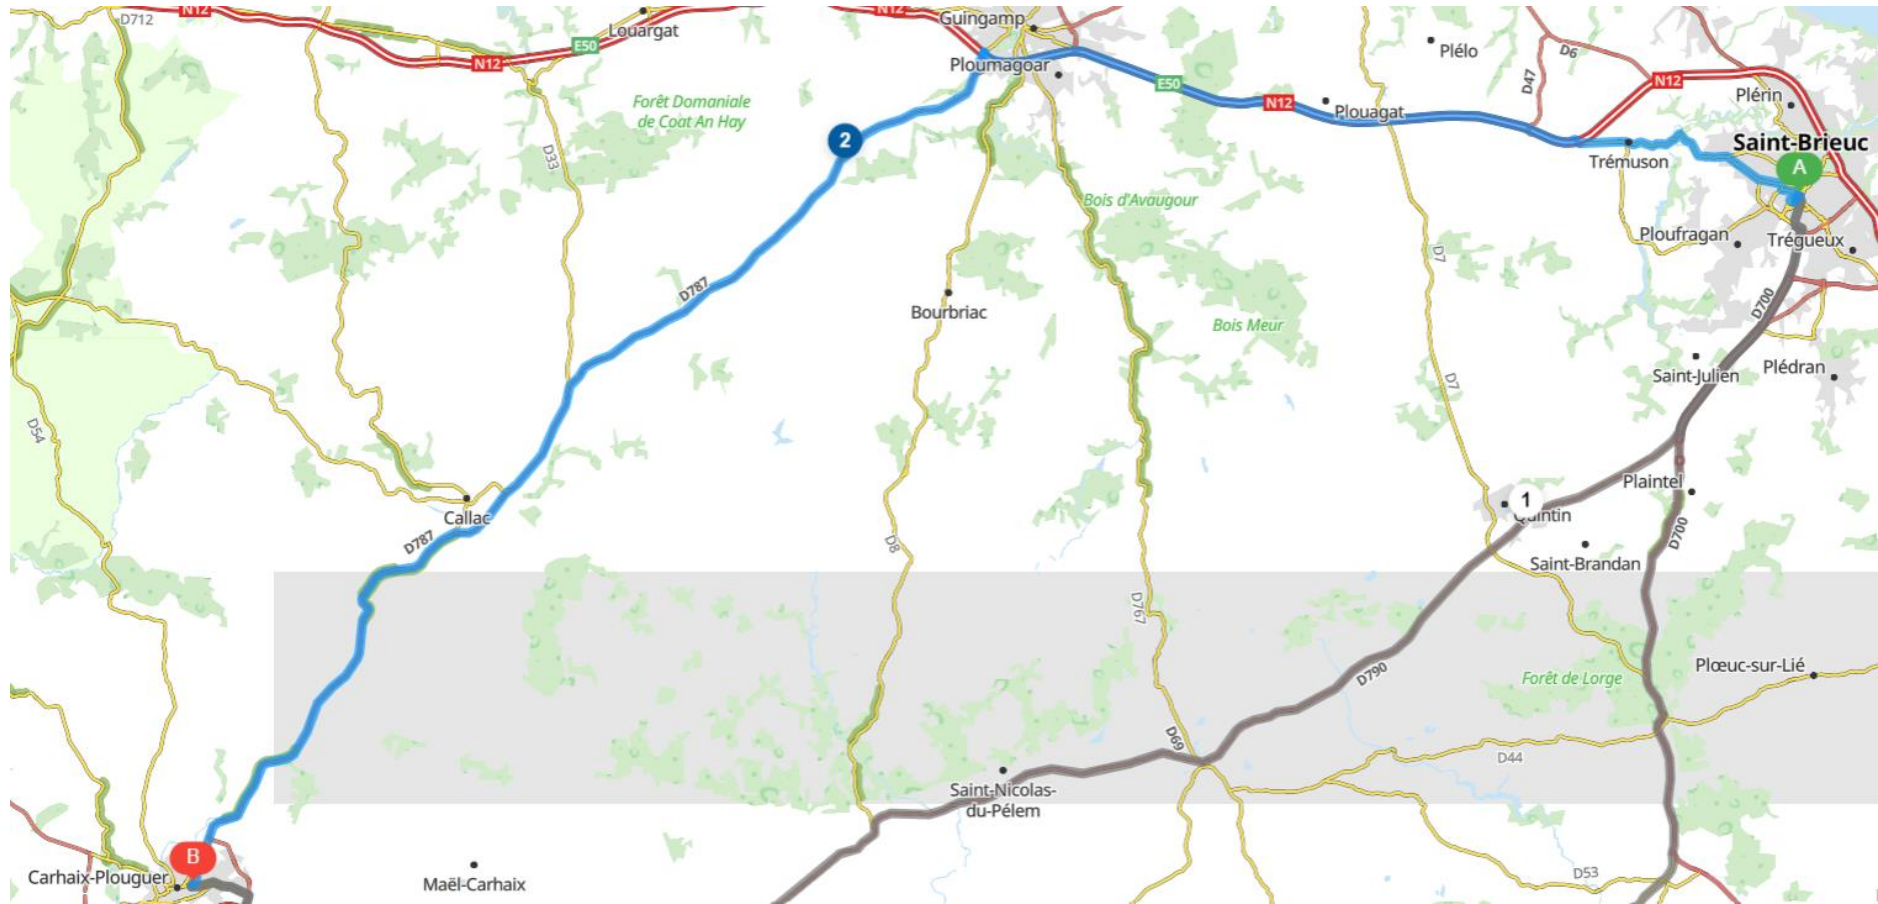 N12
N12
D712
Louargat
E50
N12
Guingamp
Ploumagoar
Plélo
D6
D47
N12
Plérin
E50
N12
Plouagat
Forêt Domaniale
de Coat An Hay
2
D33
Trémuson
Saint-Brieuc
A
Bois d'Avaugour
Ploufragan
Trégueux
D7
D787
Bourbriac
Bois Meur
D700
Saint-Julien
Plédran
D7
D54
Callac
D787
Plaintel
1
Quintin
D700
D8
Saint-Brandan
D767
Forêt de Lorge
Plœuc-sur-Lié
D790
D69
D44
Saint-Nicolas-
du-Pélem
B
Carhaix-Plouguer
Maël-Carhaix
D53